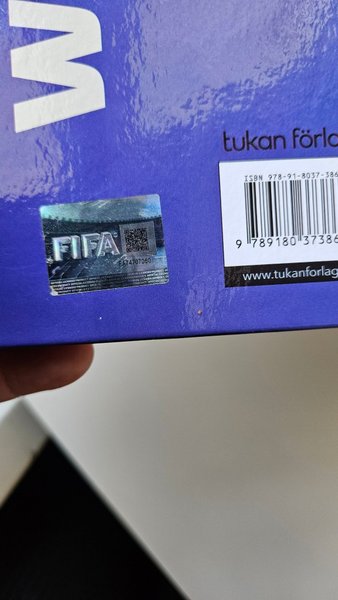 W
tukan förla
ISBN 978-91-8037-386
9 789180 37386
www.tukanforlag
FIFA